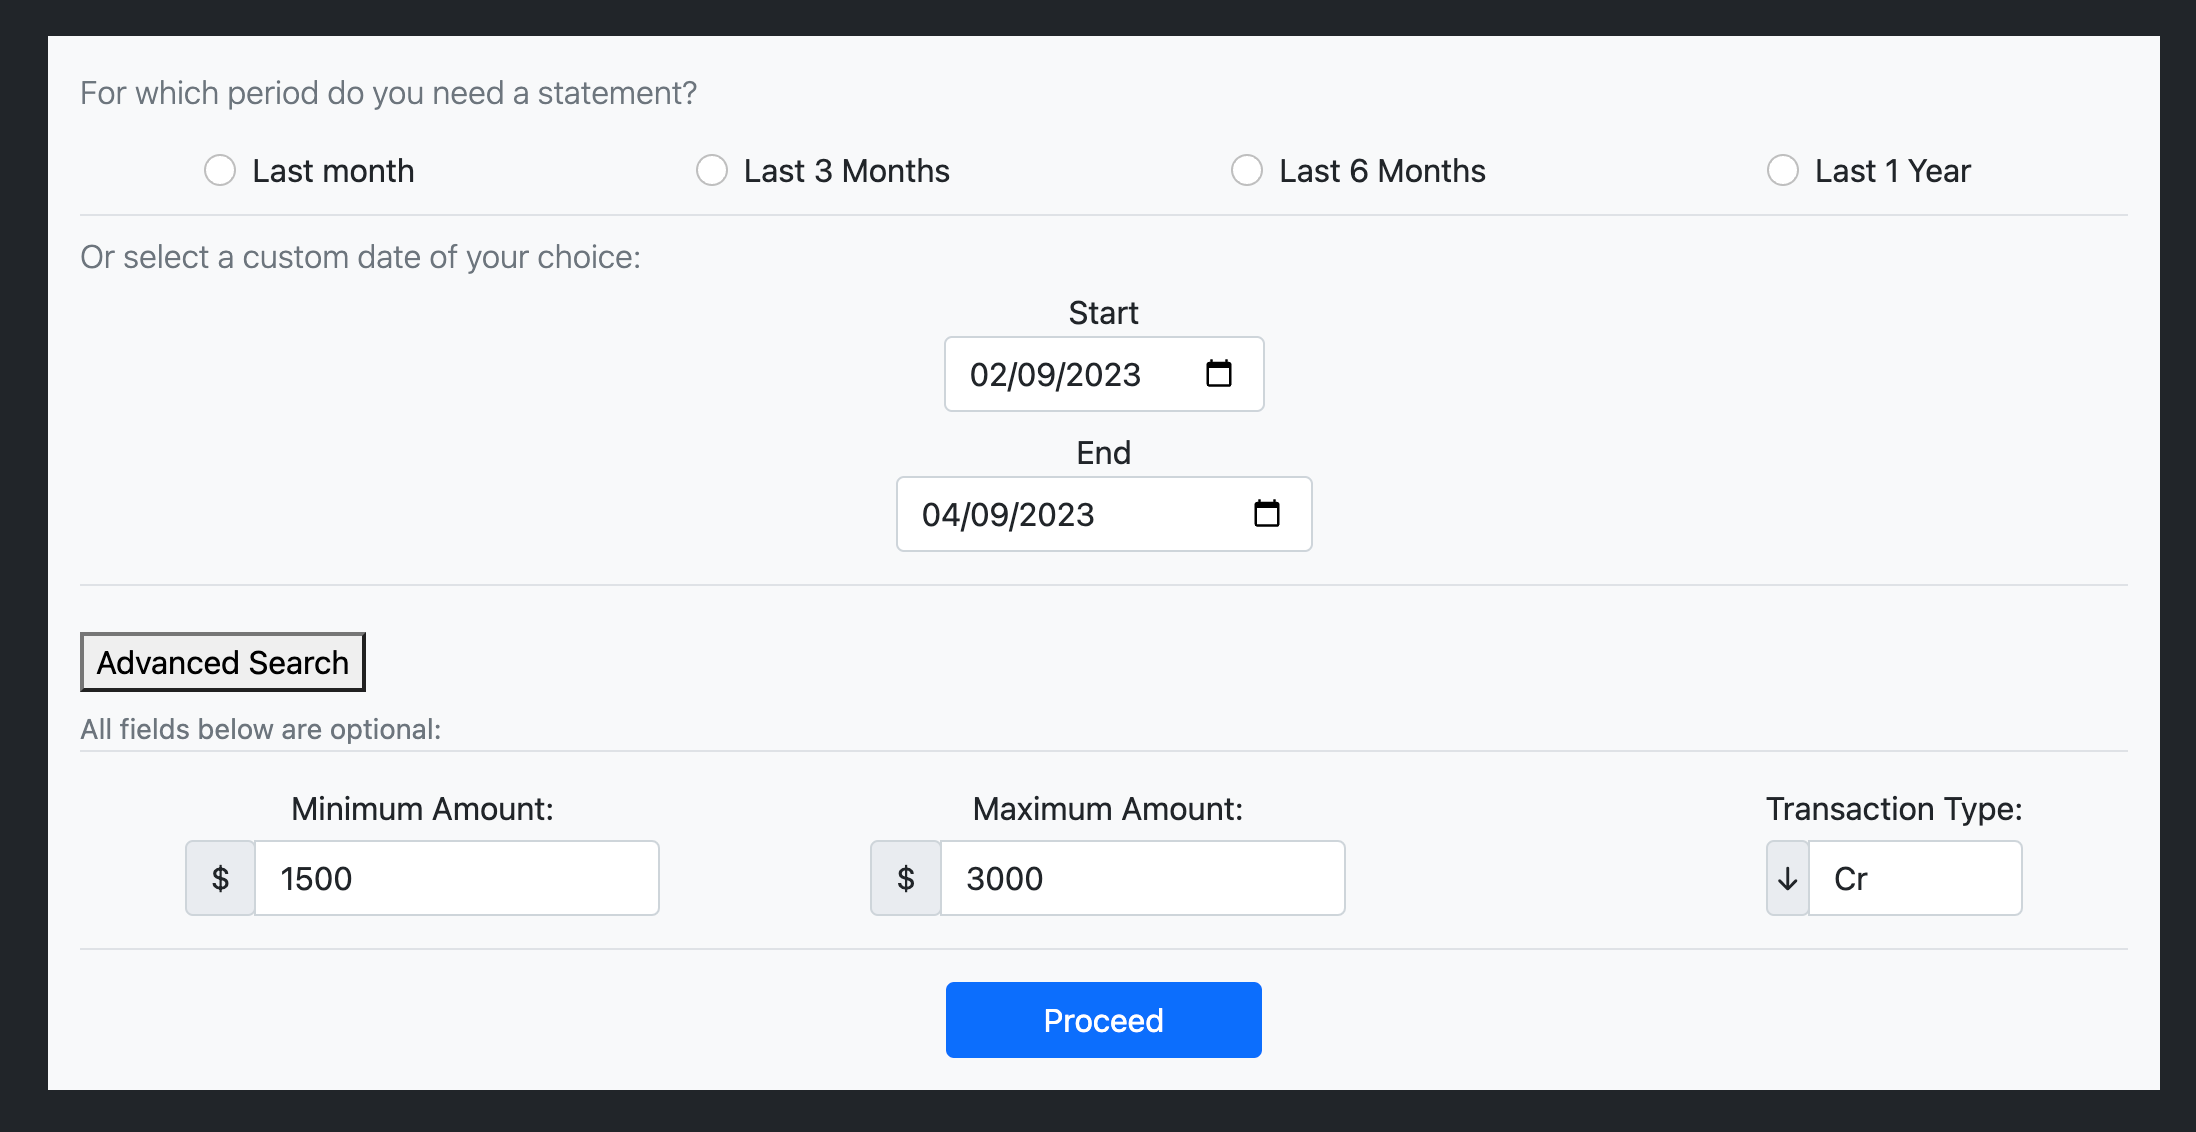 For which period do you need a statement?
Last month Last 3 Months Last 6 Months Last 1 Year
Or select a custom date of your choice:
Start
02/09/2023
End
04/09/2023
Advanced Search
All fields below are optional:
Minimum Amount: Maximum Amount: Transaction Type:
$ 1500 $ 3000 ↓ Cr
Proceed